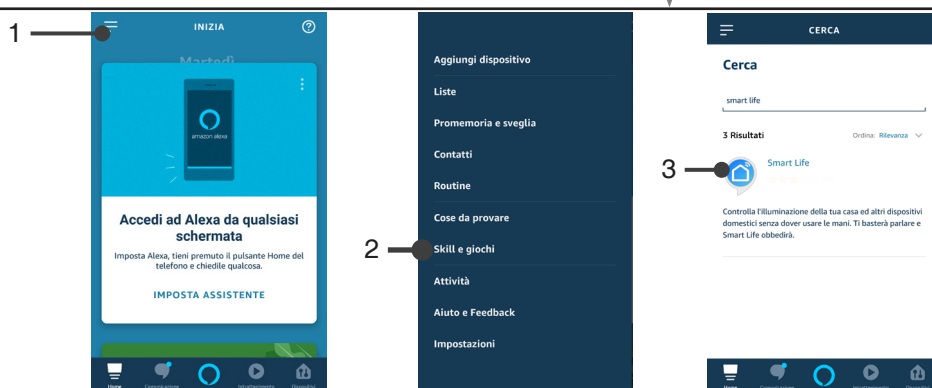 1
INIZIA
Martedì
amazon alexa
Accedi ad Alexa da qualsiasi
schermata
Imposta Alexa, tieni premuto il pulsante Home del
telefono e chiedile qualcosa.
IMPOSTA ASSISTENTE
Home Comunicazione Intrattenimento Dispositivi
2
Aggiungi dispositivo
Liste
Promemoria e sveglia
Contatti
Routine
Cose da provare
Skill e giochi
Attività
Aiuto e Feedback
Impostazioni
3
CERCA
Cerca
smart life
3 Risultati
Ordina: Rilevanza
Smart Life
Controlla l'illuminazione della tua casa ed altri dispositivi
domestici senza dover usare le mani. Ti basterà parlare e
Smart Life obbedirà.
Home Comunicazione Intrattenimento Dispositivi